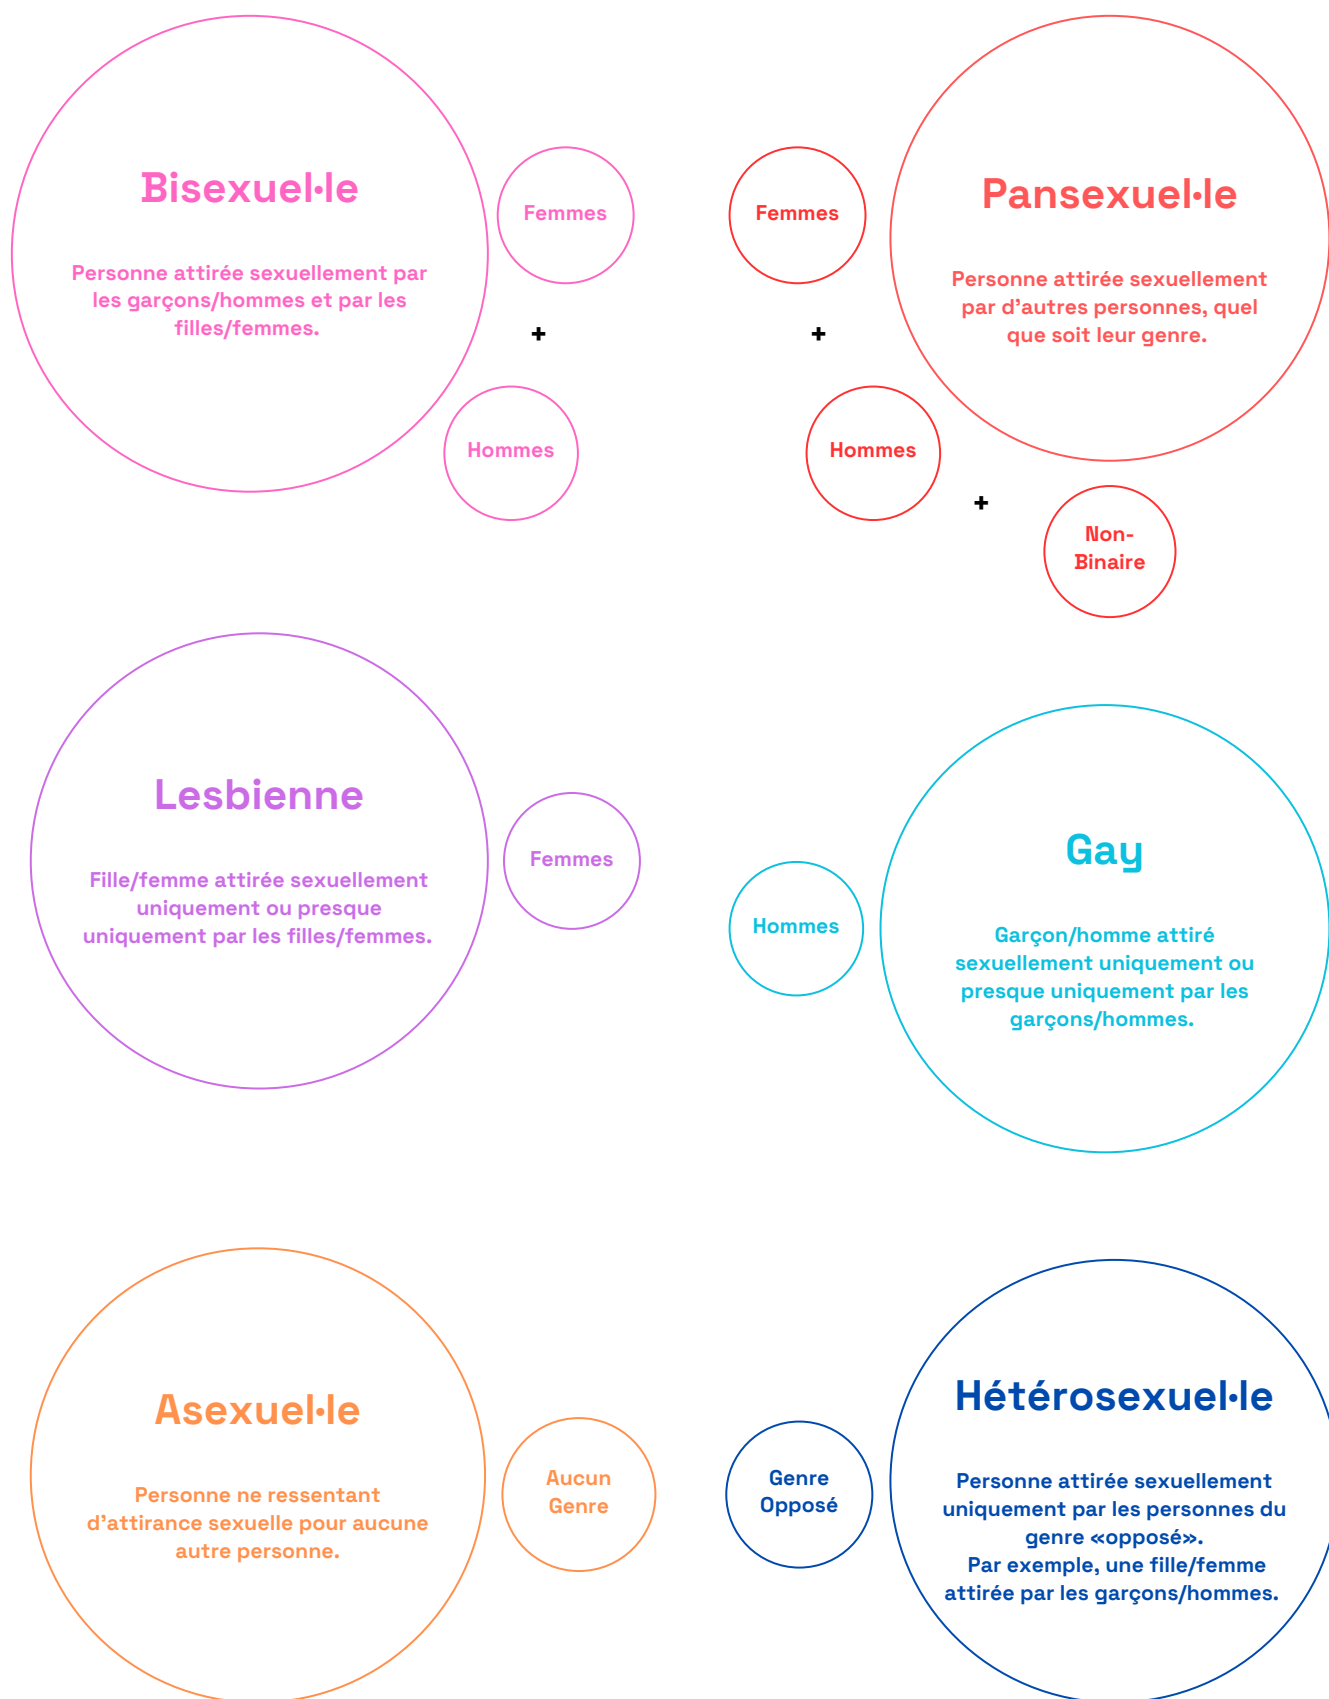 Bisexuel·le
Personne attirée sexuellement par
les garçons/hommes et par les
filles/femmes.
Femmes
+
Hommes
Pansexuel·le
Personne attirée sexuellement
par d'autres personnes, quel
que soit leur genre.
Femmes
+
Hommes
+
Non-
Binaire
Lesbienne
Fille/femme attirée sexuellement
uniquement ou presque
uniquement par les filles/femmes.
Femmes
Gay
Garçon/homme attiré
sexuellement uniquement ou
presque uniquement par les
garçons/hommes.
Hommes
Asexuel·le
Personne ne ressentant
d'attirance sexuelle pour aucune
autre personne.
Aucun
Genre
Hétérosexuel·le
Personne attirée sexuellement
uniquement par les personnes du
genre «opposé».
Par exemple, une fille/femme
attirée par les garçons/hommes.
Genre
Opposé